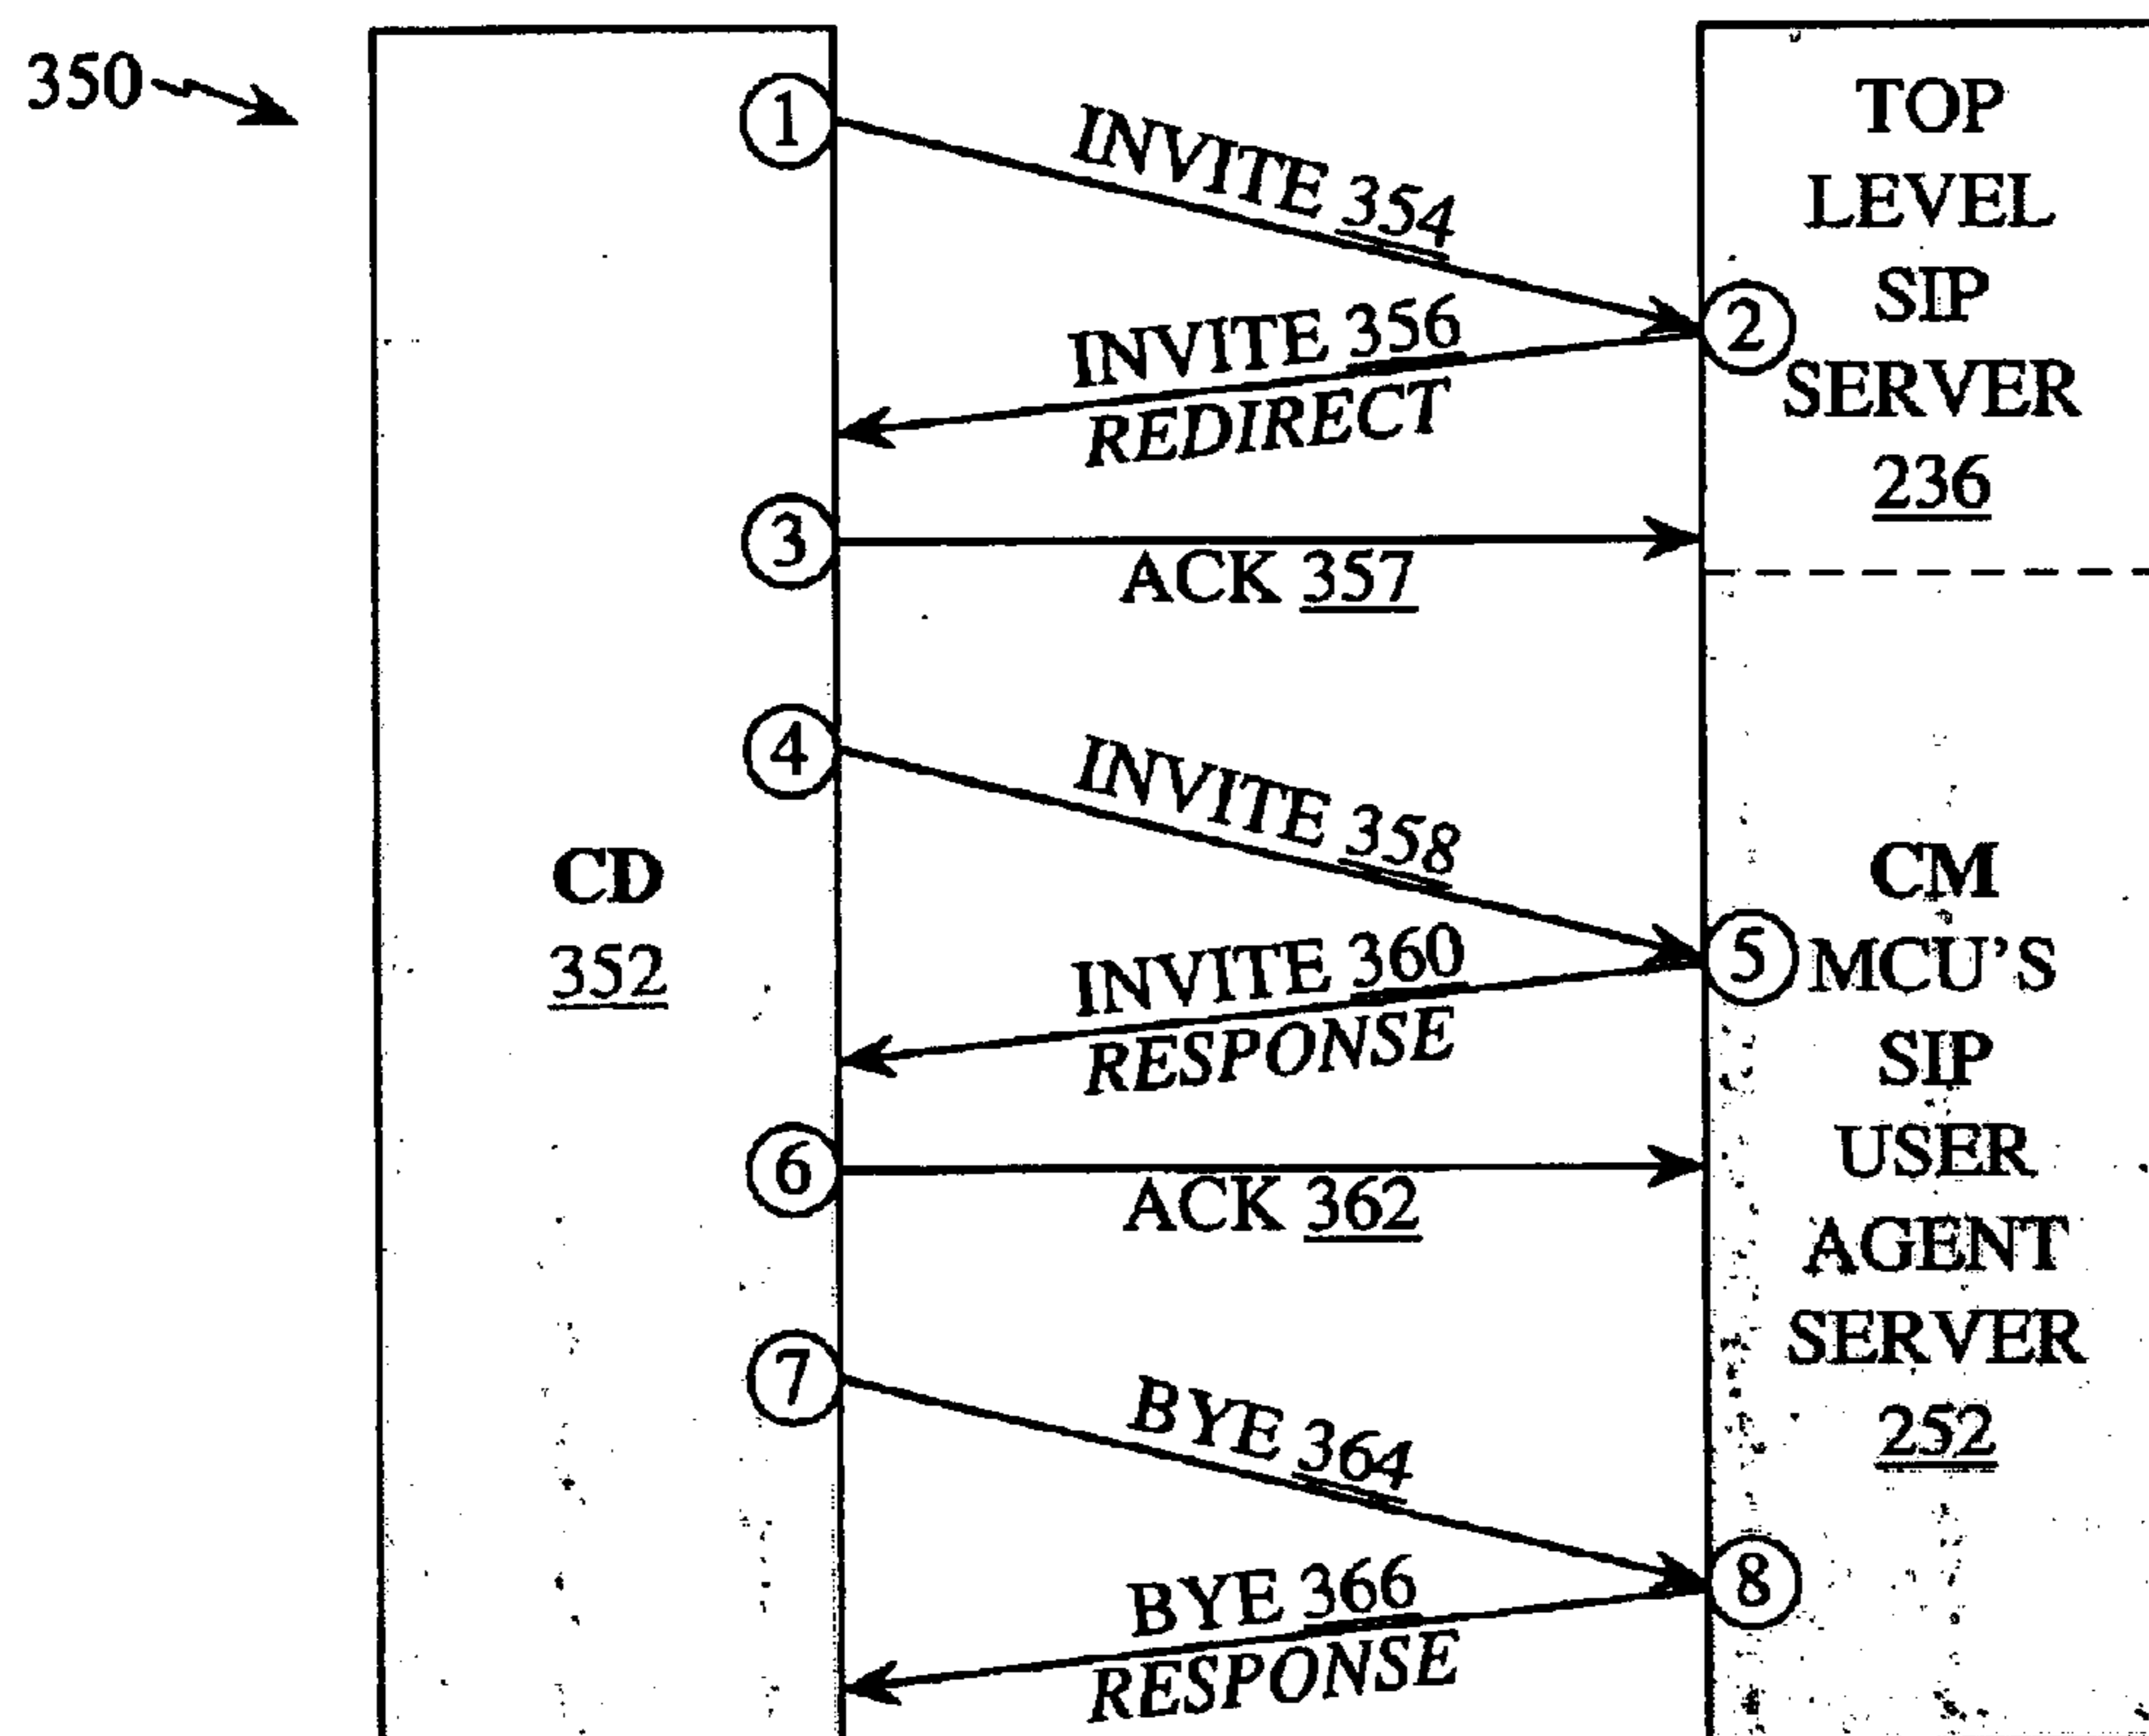 350
1
INVITE 354
INVITE 356
REDIRECT
2
3
ACK 357
TOP
LEVEL
SIP
SERVER
236
4
INVITE 358
INVITE 360
RESPONSE
5
6
ACK 362
7
BYE 364
BYE 366
RESPONSE
8
CD
352
CM
MCU'S
SIP
USER
AGENT
SERVER
252